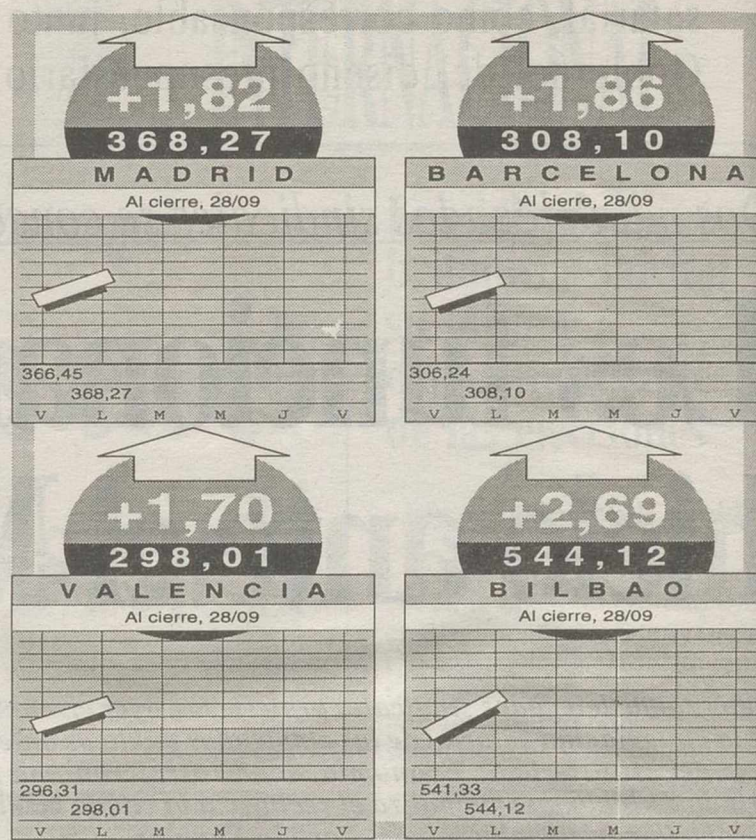 +1,82
368,27
MADRID
Al cierre, 28/09
366,45
368,27
V L M M J V
+1,86
308,10
BARCELONA
Al cierre, 28/09
306,24
308,10
V L M M J V
+1,70
298,01
VALENCIA
Al cierre, 28/09
296,31
298,01
V L M M J V
+2,69
544,12
BILBAO
Al cierre, 28/09
541,33
544,12
V L M M J V